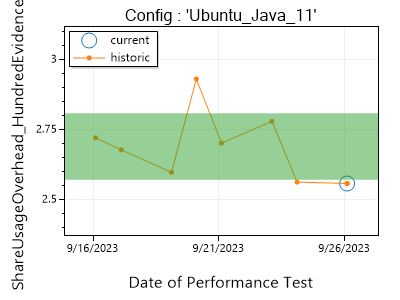 Config : 'Ubuntu_Java_11'
current
historic
ShareUsageOverhead_HundredEvidence
3
2.75
2.5
9/16/2023
9/21/2023
9/26/2023
Date of Performance Test